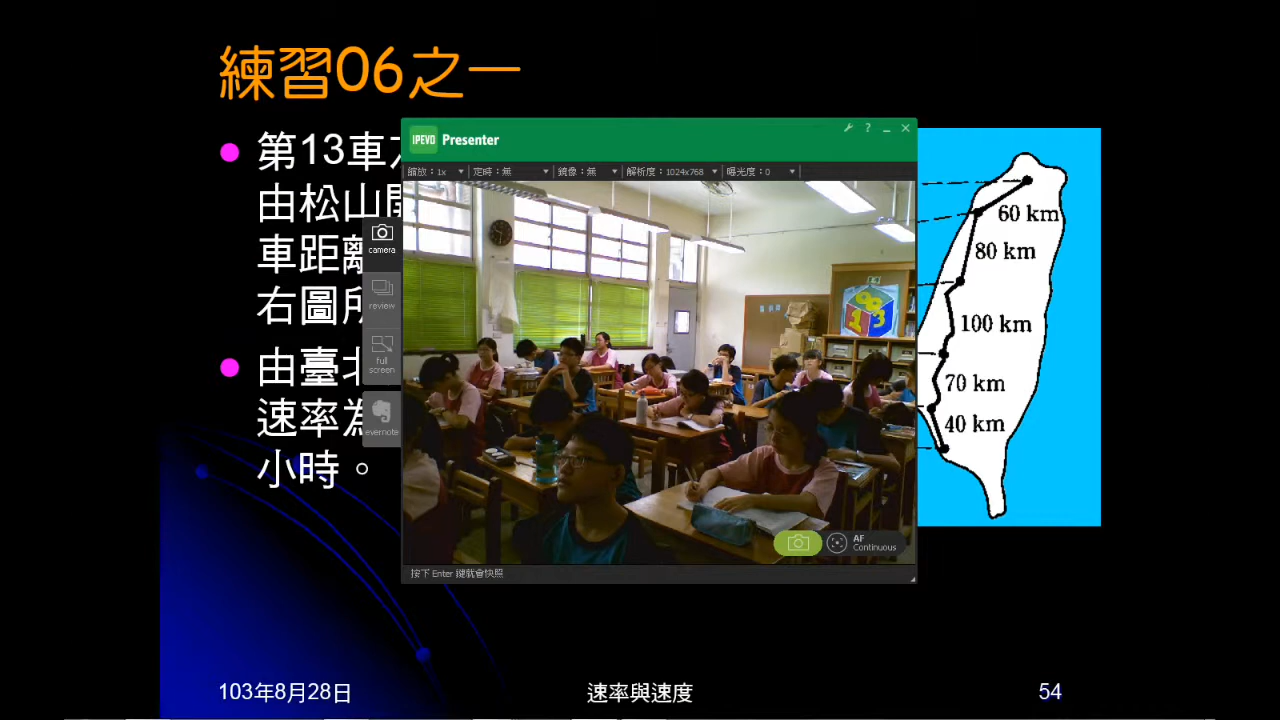 練習06之一
第13車
由松山
車距
右圖
由臺
速率
小時。
IPEVO Presenter
縮放：1x 定時：無 鏡像：無 解析度：1024x768 曝光度：0
camera
review
full
screen
evernote
60 km
80 km
100 km
70 km
40 km
AF
Continuous
按下 Enter 鍵就會快照
103年8月28日 速率與速度 54